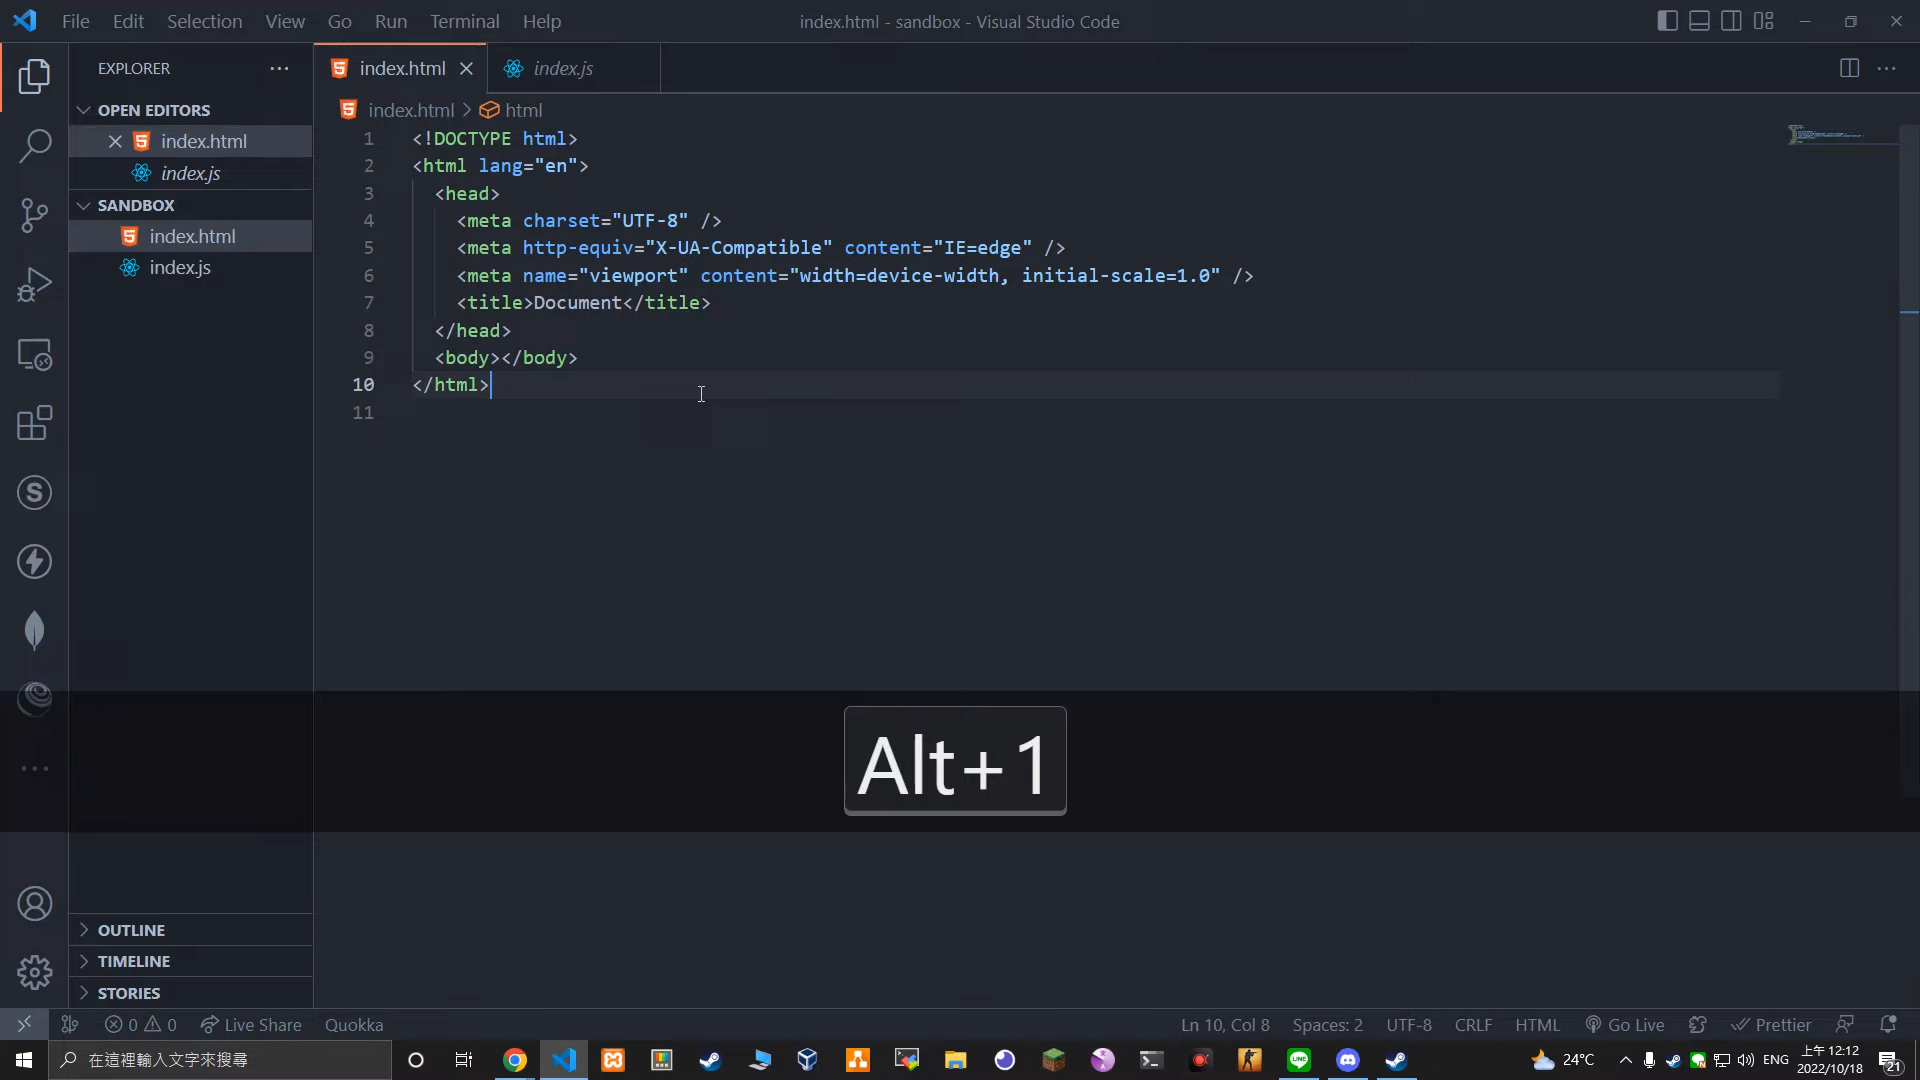 File Edit Selection View Go Run Terminal Help
index.html - sandbox - Visual Studio Code
EXPLORER
OPEN EDITORS
index.html
index.js
SANDBOX
index.html
index.js
OUTLINE
TIMELINE
STORIES
index.html
index.js
index.html > html
1 <!DOCTYPE html>
2 <html lang="en">
3 <head>
4 <meta charset="UTF-8" />
5 <meta http-equiv="X-UA-Compatible" content="IE=edge" />
6 <meta name="viewport" content="width=device-width, initial-scale=1.0" />
7 <title>Document</title>
8 </head>
9 <body></body>
10 </html>
11
Alt+1
0 0 Live Share Quokka
Ln 10, Col 8 Spaces: 2 UTF-8 CRLF HTML Go Live Prettier
在這裡輸入文字來搜尋
24°C ENG
上午 12:12
2022/10/18
21